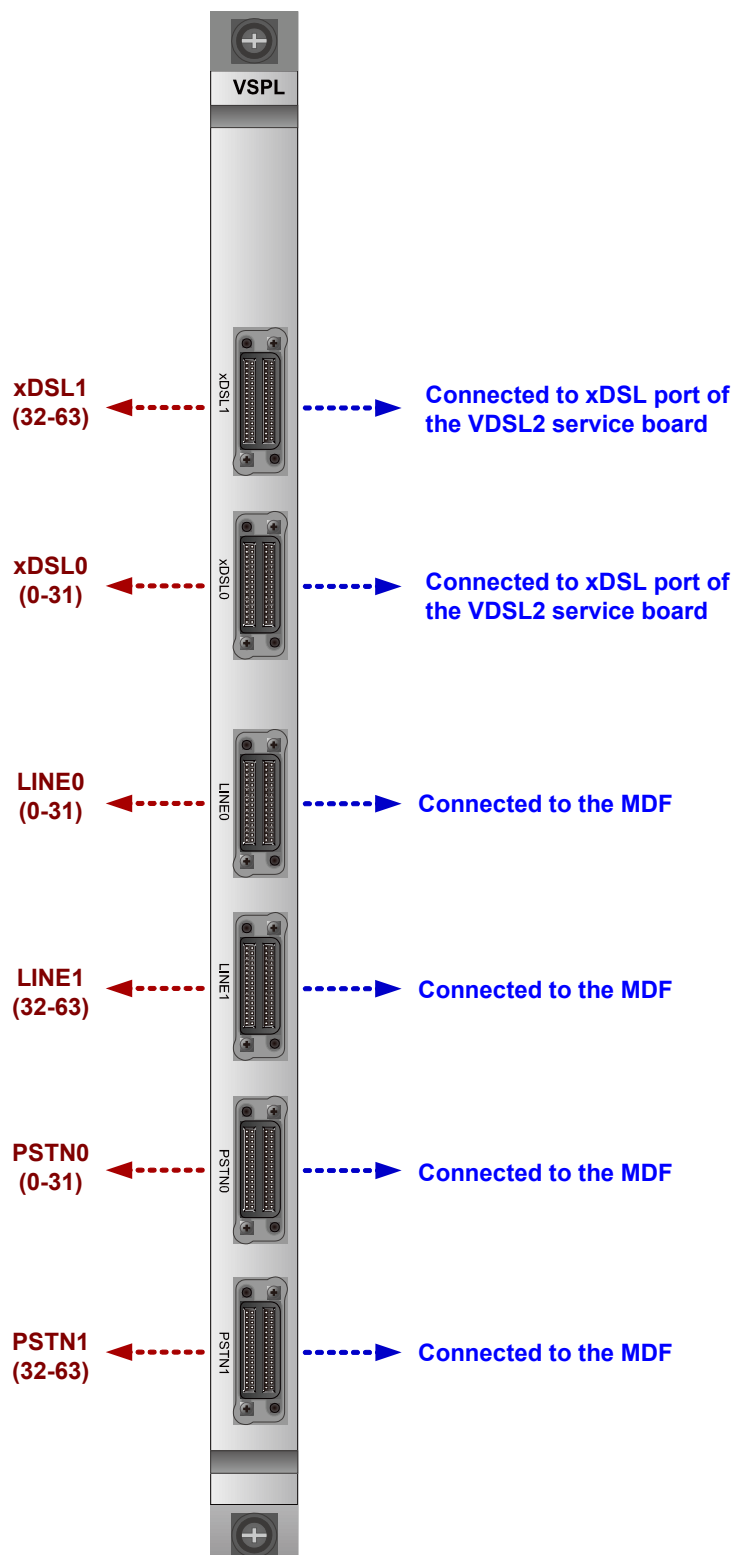 VSPL
xDSL1
(32-63)
xDSL1
Connected to xDSL port of
the VDSL2 service board
xDSL0
(0-31)
xDSL0
Connected to xDSL port of
the VDSL2 service board
LINE0
(0-31)
LINE0
Connected to the MDF
LINE1
(32-63)
LINE1
Connected to the MDF
PSTN0
(0-31)
PSTN0
Connected to the MDF
PSTN1
(32-63)
PSTN1
Connected to the MDF